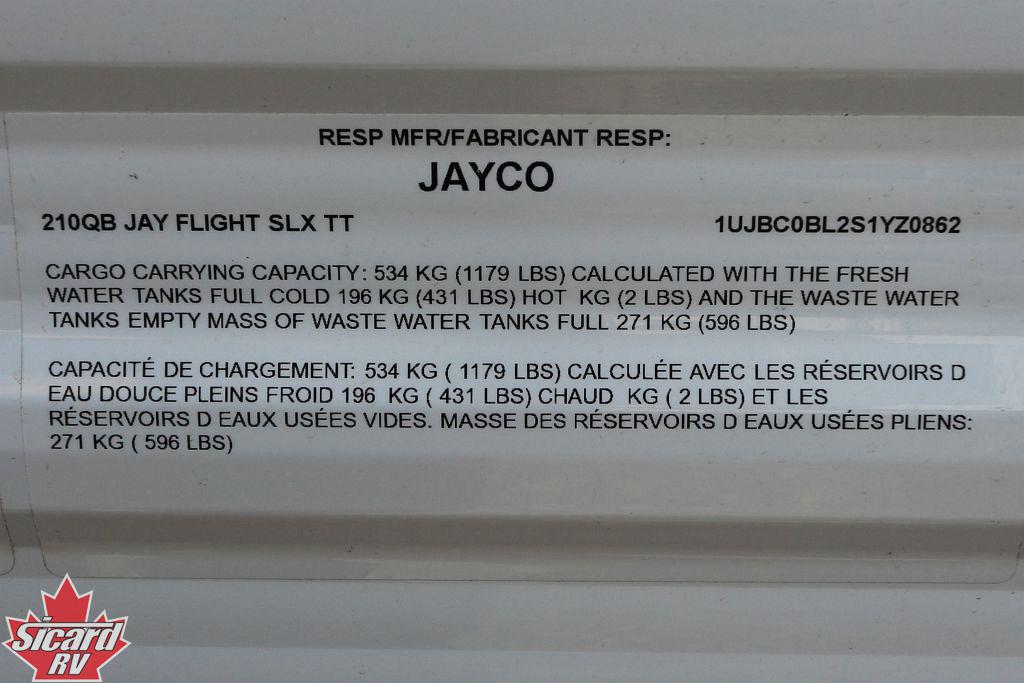 RESP MFR/FABRICANT RESP:
JAYCO
210QB JAY FLIGHT SLX TT 1UJBC0BL2S1YZ0862
CARGO CARRYING CAPACITY: 534 KG (1179 LBS) CALCULATED WITH THE FRESH
WATER TANKS FULL COLD 196 KG (431 LBS) HOT  KG (2 LBS) AND THE WASTE WATER
TANKS EMPTY MASS OF WASTE WATER TANKS FULL 271 KG (596 LBS)
CAPACITÉ DE CHARGEMENT: 534 KG ( 1179 LBS) CALCULÉE AVEC LES RÉSERVOIRS D
EAU DOUCE PLEINS FROID 196  KG ( 431 LBS) CHAUD  KG ( 2 LBS) ET LES
RÉSERVOIRS D EAUX USÉES VIDES. MASSE DES RÉSERVOIRS D EAUX USÉES PLIENS:
271 KG ( 596 LBS)
Sicard
RV